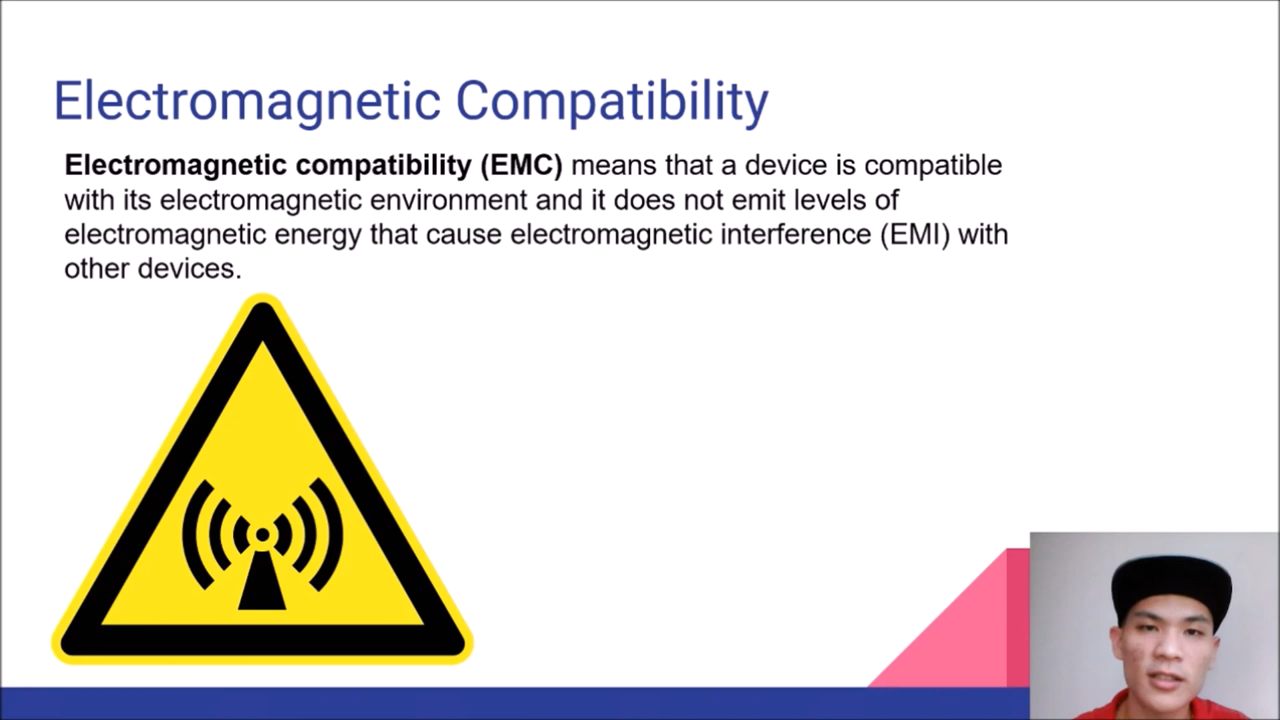 Electromagnetic Compatibility
Electromagnetic compatibility (EMC) means that a device is compatible
with its electromagnetic environment and it does not emit levels of
electromagnetic energy that cause electromagnetic interference (EMI) with
other devices.